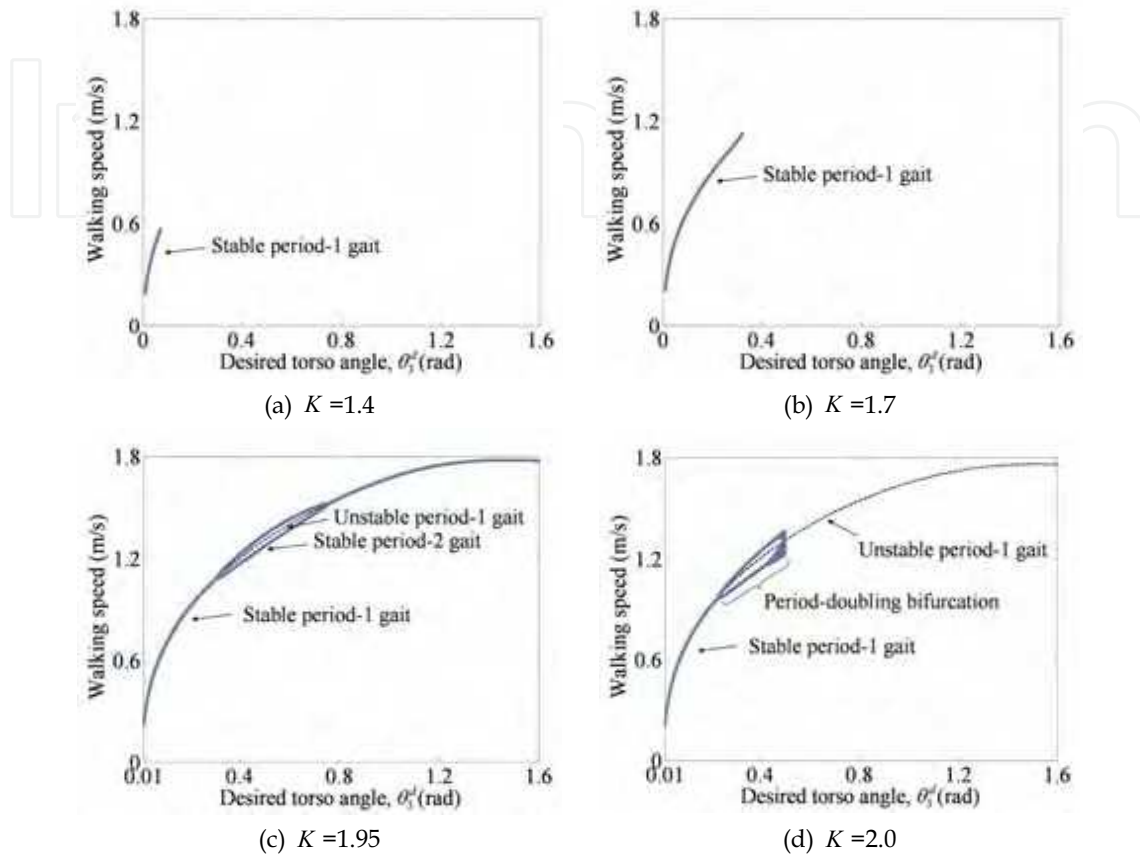 1.8
1.2
0.6
0
0
0.4
0.8
1.2
1.6
Walking speed (m/s)
Stable period-1 gait
Desired torso angle, θ₃ᵈ (rad)
(a) K =1.4
1.8
1.2
0.6
0
0
0.4
0.8
1.2
1.6
Walking speed (m/s)
Stable period-1 gait
Desired torso angle, θ₃ᵈ (rad)
(b) K =1.7
1.8
1.2
0.6
0
0.01
0.4
0.8
1.2
1.6
Walking speed (m/s)
Unstable period-1 gait
Stable period-2 gait
Stable period-1 gait
Desired torso angle, θ₃ᵈ (rad)
(c) K =1.95
1.8
1.2
0.6
0
0.01
0.4
0.8
1.2
1.6
Walking speed (m/s)
Unstable period-1 gait
Period-doubling bifurcation
Stable period-1 gait
Desired torso angle, θ₃ᵈ (rad)
(d) K =2.0